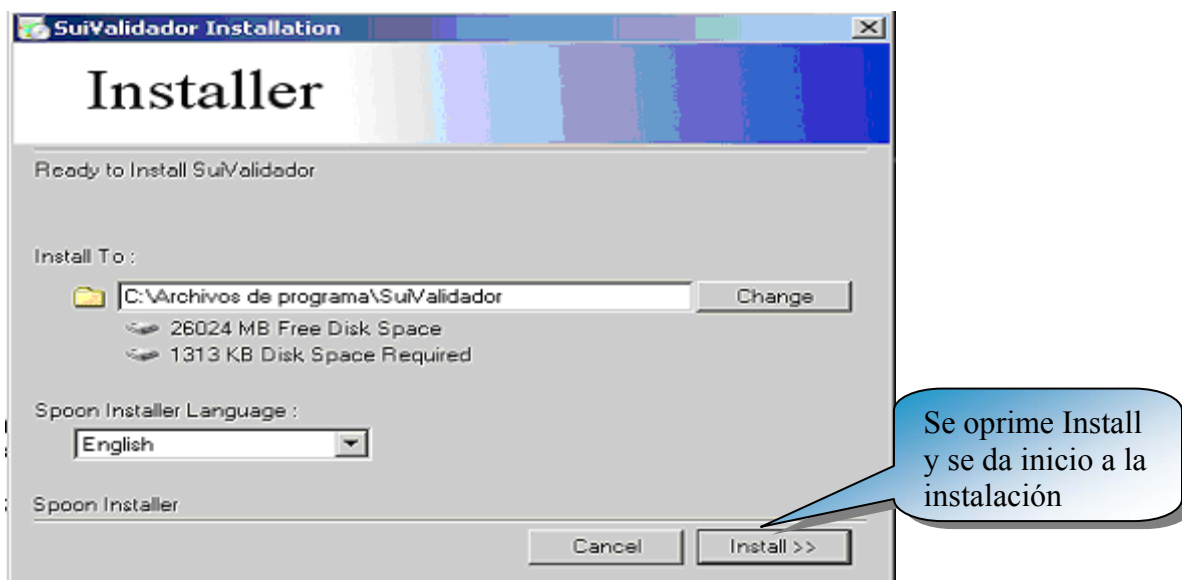 SuiValidador Installation
Installer
Ready to Install SuiValidador
Install To :
C:\Archivos de programa\SuiValidador
Change
26024 MB Free Disk Space
1313 KB Disk Space Required
Spoon Installer Language :
English
Spoon Installer
Cancel
Install >>
Se oprime Install
y se da inicio a la
instalación